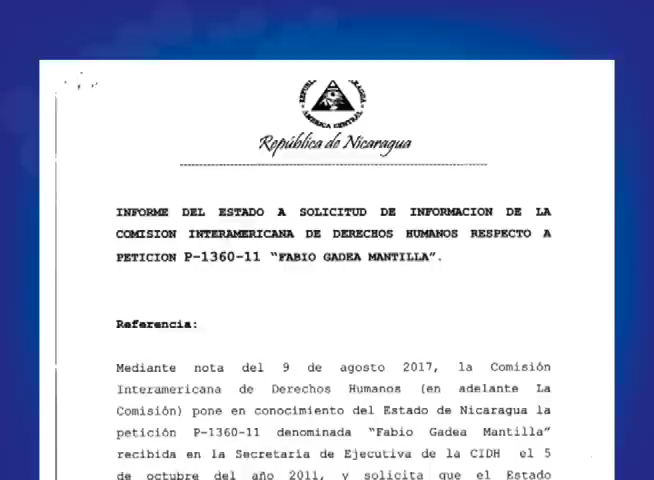 AMERICA CENTRAL
República de Nicaragua
INFORME DEL ESTADO A SOLICITUD DE INFORMACION DE LA
COMISION INTERAMERICANA DE DERECHOS HUMANOS RESPECTO A
PETICION P-1360-11 “FABIO GADEA MANTILLA”.
Referencia:
Mediante nota del 9 de agosto 2017, la Comisión
Interamericana de Derechos Humanos (en adelante La
Comisión) pone en conocimiento del Estado de Nicaragua la
petición P-1360-11 denominada “Fabio Gadea Mantilla”
recibida en la Secretaria de Ejecutiva de la CIDH el 5
de octubre del año 2011, y solicita que el Estado